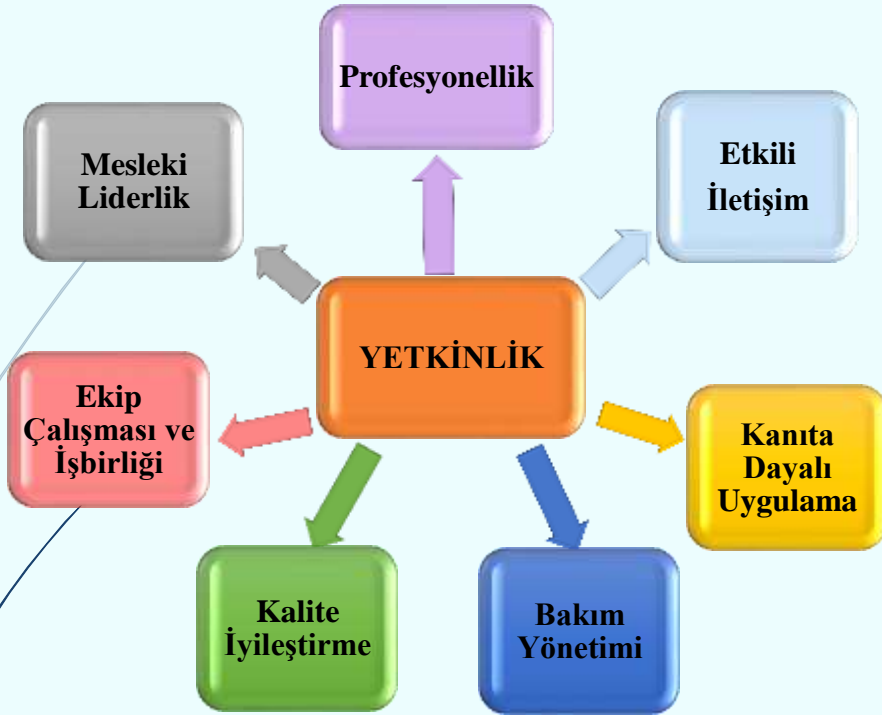 Profesyonellik
Mesleki
Liderlik
Etkili
İletişim
YETKİNLİK
Ekip
Çalışması ve
İşbirliği
Kanıta
Dayalı
Uygulama
Kalite
İyileştirme
Bakım
Yönetimi